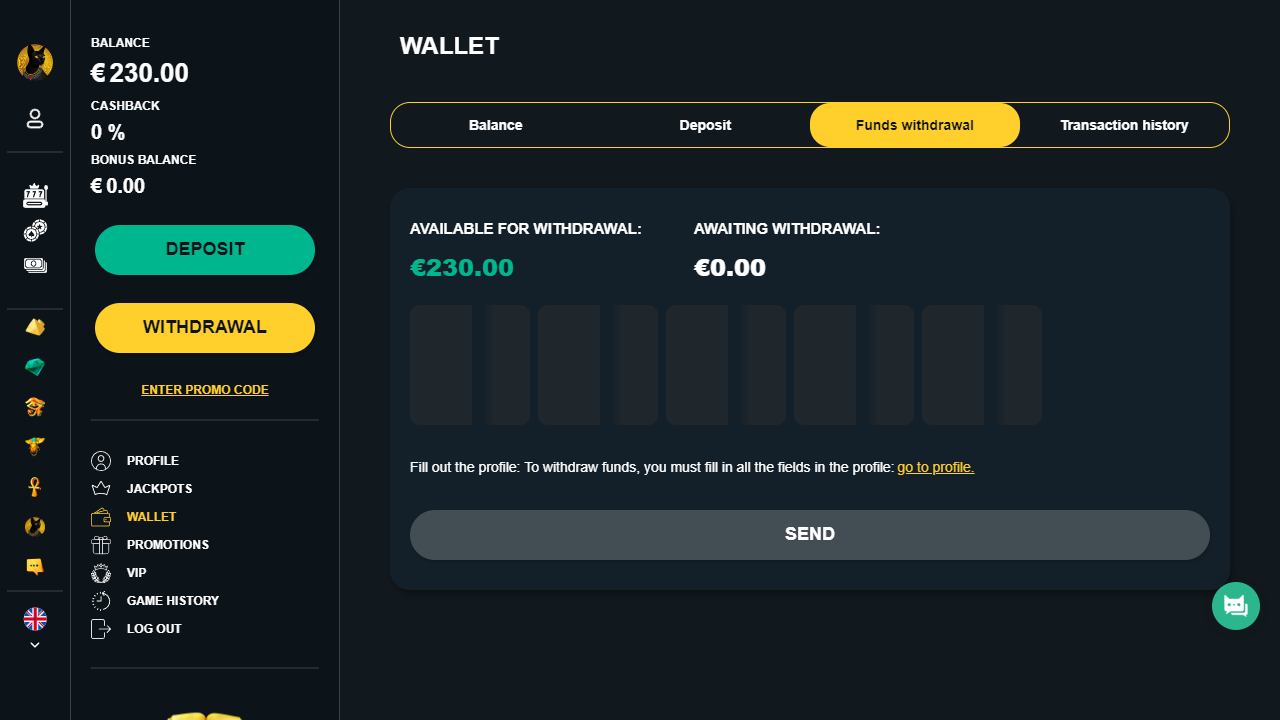 BALANCE
€ 230.00
CASHBACK
0 %
BONUS BALANCE
€ 0.00
DEPOSIT
WITHDRAWAL
ENTER PROMO CODE
PROFILE
JACKPOTS
WALLET
PROMOTIONS
VIP
GAME HISTORY
LOG OUT
WALLET
Balance Deposit Funds withdrawal Transaction history
AVAILABLE FOR WITHDRAWAL: AWAITING WITHDRAWAL:
€230.00 €0.00
Fill out the profile: To withdraw funds, you must fill in all the fields in the profile: go to profile.
SEND